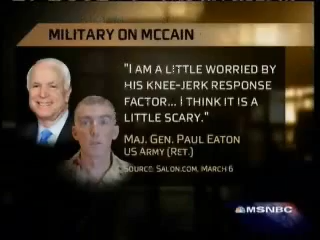 MILITARY ON MCCAIN
"I AM A LITTLE WORRIED BY
HIS KNEE-JERK RESPONSE
FACTOR... I THINK IT IS A
LITTLE SCARY."
MAJ. GEN. PAUL EATON
US ARMY (RET.)
SOURCE: SALON.COM, MARCH 6
MSNBC